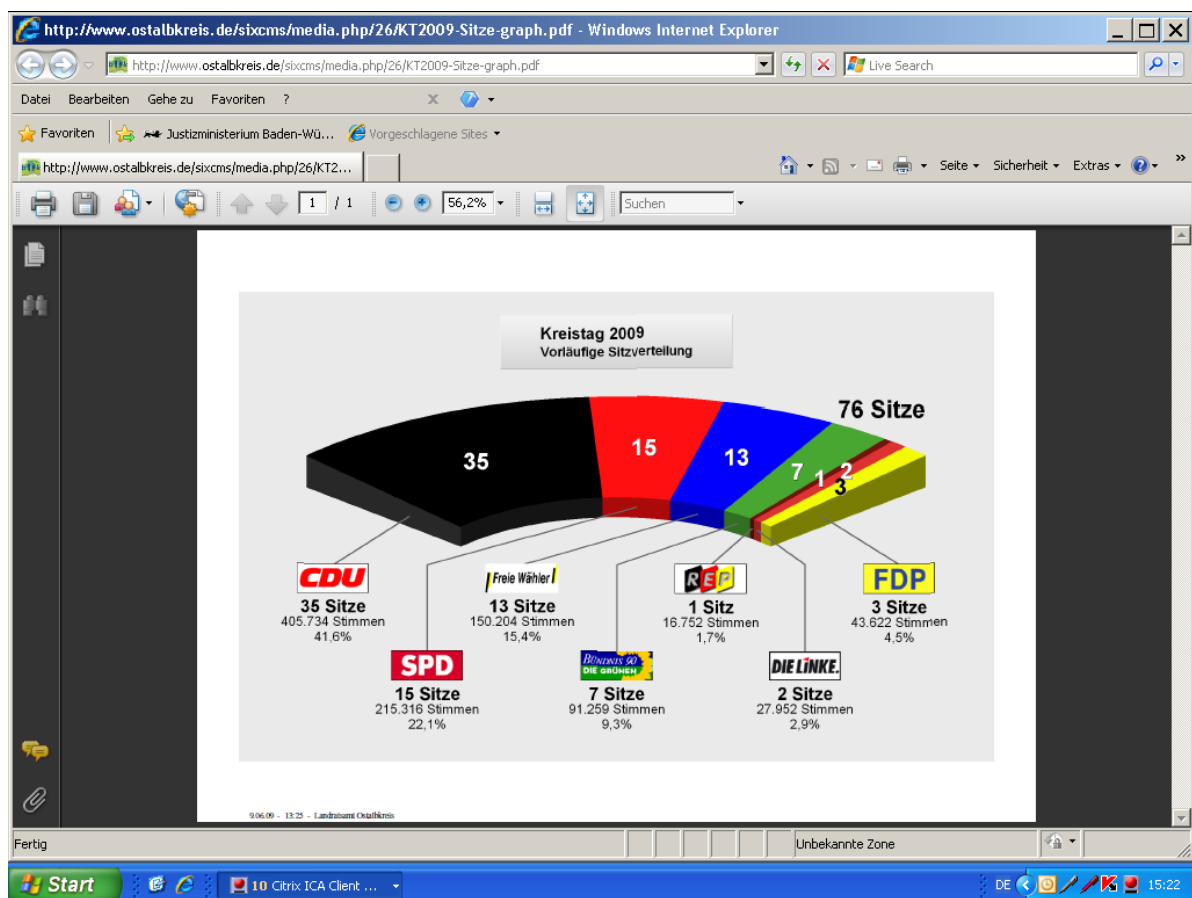 http://www.ostalbkreis.de/sixcms/media.php/26/KT2009-Sitze-graph.pdf - Windows Internet Explorer
http://www.ostalbkreis.de/sixcms/media.php/26/KT2009-Sitze-graph.pdf
Live Search
Datei Bearbeiten Gehe zu Favoriten ?
x
Favoriten
Justizministerium Baden-Wü...
Vorgeschlagene Sites
http://www.ostalbkreis.de/sixcms/media.php/26/KT2...
Seite
Sicherheit
Extras
»
1 / 1
56,2%
Suchen
Kreistag 2009
Vorläufige Sitzverteilung
76 Sitze
35
15
13
7
1
2
3
CDU
35 Sitze
405.734 Stimmen
41,6%
Freie Wähler
13 Sitze
150.204 Stimmen
15,4%
REP
1 Sitz
16.752 Stimmen
1,7%
FDP
3 Sitze
43.622 Stimmen
4,5%
SPD
15 Sitze
215.316 Stimmen
22,1%
BÜNDNIS 90
DIE GRÜNEN
7 Sitze
91.259 Stimmen
9,3%
DIE LINKE.
2 Sitze
27.952 Stimmen
2,9%
9.06.09 - 13:25 - Landratsamt Ostalbkreis
Fertig
Unbekannte Zone
Start
10 Citrix ICA Client ...
DE
15:22